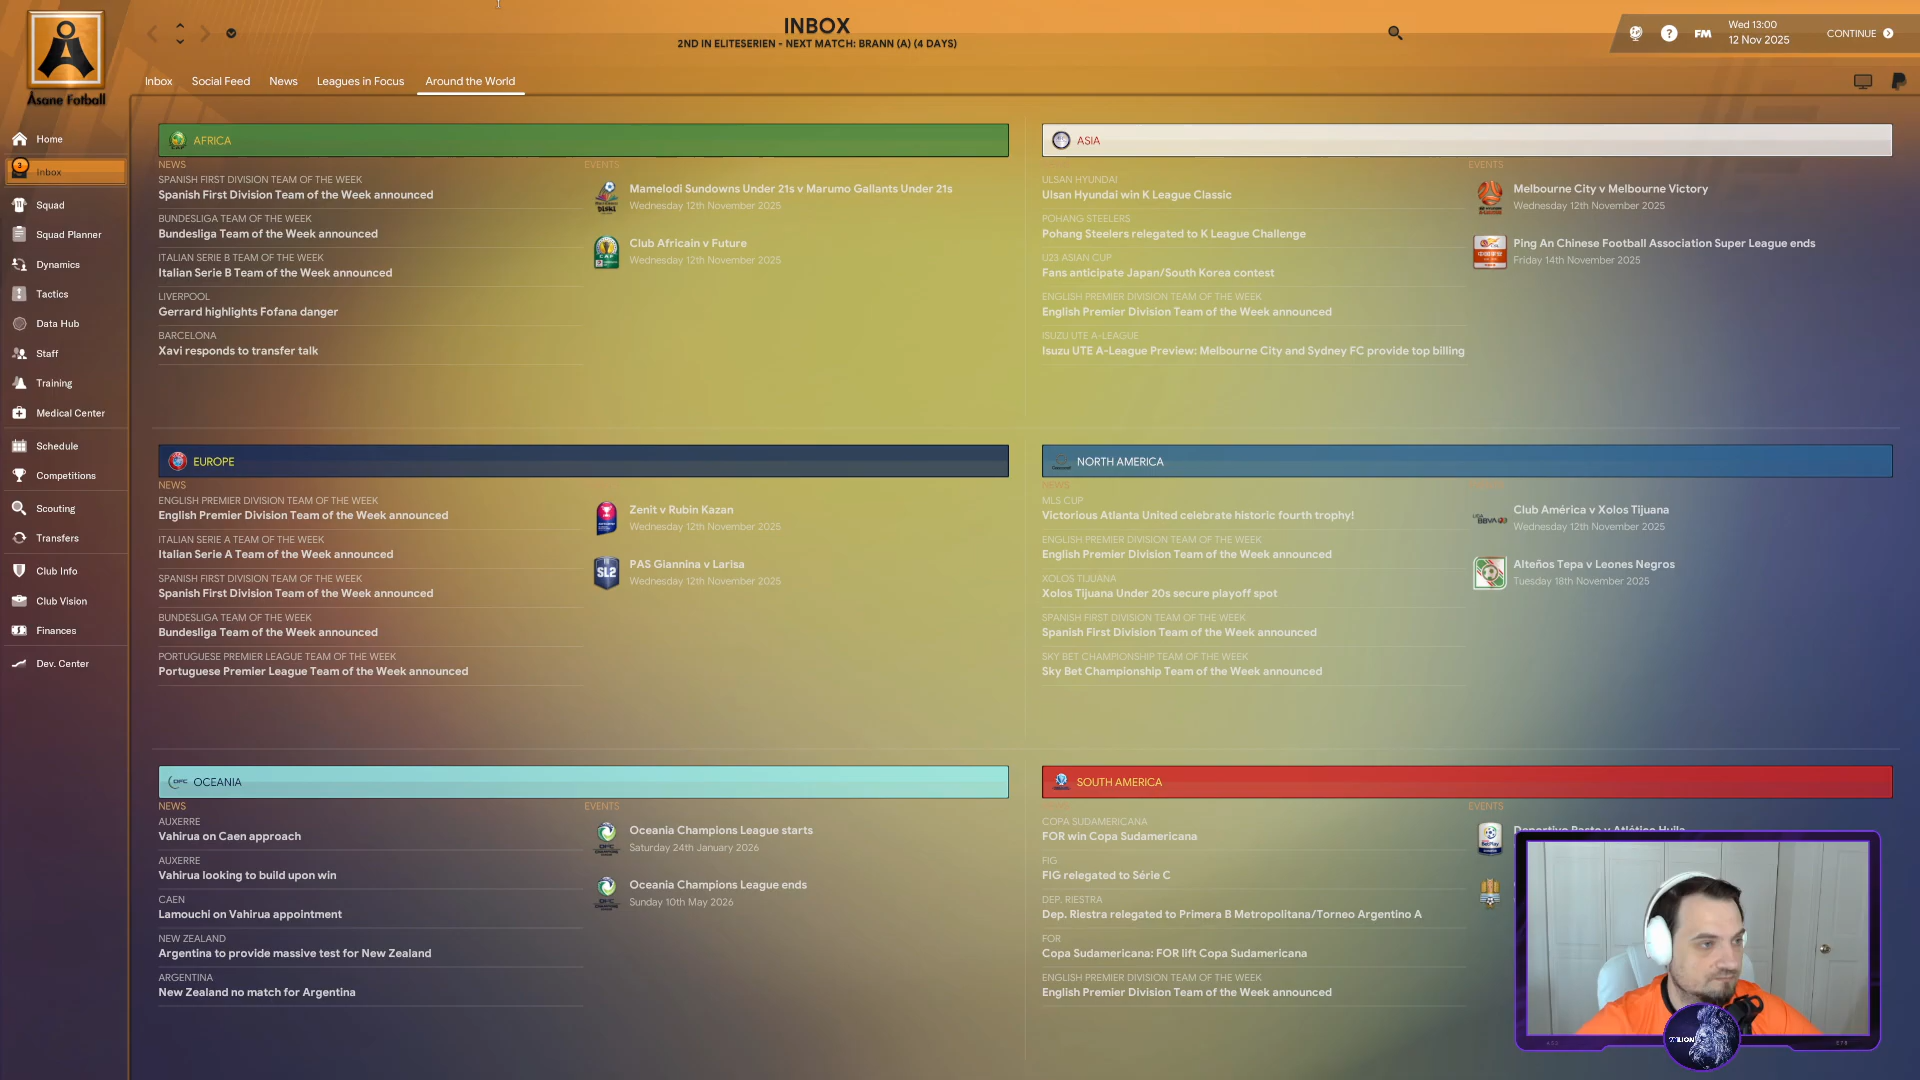 INBOX
2ND IN ELITESERIEN - NEXT MATCH: BRANN (A) (4 DAYS)
FM
Wed 13:00
12 Nov 2025
CONTINUE
Åsane Fotball
Inbox
Social Feed
News
Leagues in Focus
Around the World
Home
3
Inbox
Squad
Squad Planner
Dynamics
Tactics
Data Hub
Staff
Training
Medical Center
Schedule
Competitions
Scouting
Transfers
Club Info
Club Vision
Finances
Dev. Center
AFRICA
NEWS
SPANISH FIRST DIVISION TEAM OF THE WEEK
Spanish First Division Team of the Week announced
BUNDESLIGA TEAM OF THE WEEK
Bundesliga Team of the Week announced
ITALIAN SERIE B TEAM OF THE WEEK
Italian Serie B Team of the Week announced
LIVERPOOL
Gerrard highlights Fofana danger
BARCELONA
Xavi responds to transfer talk
EVENTS
Mamelodi Sundowns Under 21s v Marumo Gallants Under 21s
Wednesday 12th November 2025
Club Africain v Future
Wednesday 12th November 2025
ASIA
ULSAN HYUNDAI
Ulsan Hyundai win K League Classic
POHANG STEELERS
Pohang Steelers relegated to K League Challenge
U23 ASIAN CUP
Fans anticipate Japan/South Korea contest
ENGLISH PREMIER DIVISION TEAM OF THE WEEK
English Premier Division Team of the Week announced
ISUZU UTE A-LEAGUE
Isuzu UTE A-League Preview: Melbourne City and Sydney FC provide top billing
EVENTS
Melbourne City v Melbourne Victory
Wednesday 12th November 2025
Ping An Chinese Football Association Super League ends
Friday 14th November 2025
EUROPE
NEWS
ENGLISH PREMIER DIVISION TEAM OF THE WEEK
English Premier Division Team of the Week announced
ITALIAN SERIE A TEAM OF THE WEEK
Italian Serie A Team of the Week announced
SPANISH FIRST DIVISION TEAM OF THE WEEK
Spanish First Division Team of the Week announced
BUNDESLIGA TEAM OF THE WEEK
Bundesliga Team of the Week announced
PORTUGUESE PREMIER LEAGUE TEAM OF THE WEEK
Portuguese Premier League Team of the Week announced
Zenit v Rubin Kazan
Wednesday 12th November 2025
SL2
PAS Giannina v Larisa
Wednesday 12th November 2025
NORTH AMERICA
NEWS
MLS CUP
Victorious Atlanta United celebrate historic fourth trophy!
ENGLISH PREMIER DIVISION TEAM OF THE WEEK
English Premier Division Team of the Week announced
XOLOS TIJUANA
Xolos Tijuana Under 20s secure playoff spot
SPANISH FIRST DIVISION TEAM OF THE WEEK
Spanish First Division Team of the Week announced
SKY BET CHAMPIONSHIP TEAM OF THE WEEK
Sky Bet Championship Team of the Week announced
Club América v Xolos Tijuana
Wednesday 12th November 2025
Alteños Tepa v Leones Negros
Tuesday 18th November 2025
OCEANIA
NEWS
AUXERRE
Vahirua on Caen approach
AUXERRE
Vahirua looking to build upon win
CAEN
Lamouchi on Vahirua appointment
NEW ZEALAND
Argentina to provide massive test for New Zealand
ARGENTINA
New Zealand no match for Argentina
EVENTS
Oceania Champions League starts
Saturday 24th January 2026
Oceania Champions League ends
Sunday 10th May 2026
SOUTH AMERICA
COPA SUDAMERICANA
FOR win Copa Sudamericana
FIG
FIG relegated to Série C
DEP. RIESTRA
Dep. Riestra relegated to Primera B Metropolitana/Torneo Argentino A
FOR
Copa Sudamericana: FOR lift Copa Sudamericana
ENGLISH PREMIER DIVISION TEAM OF THE WEEK
English Premier Division Team of the Week announced
EVENTS
Deportivo Pasto v Atlético Huila